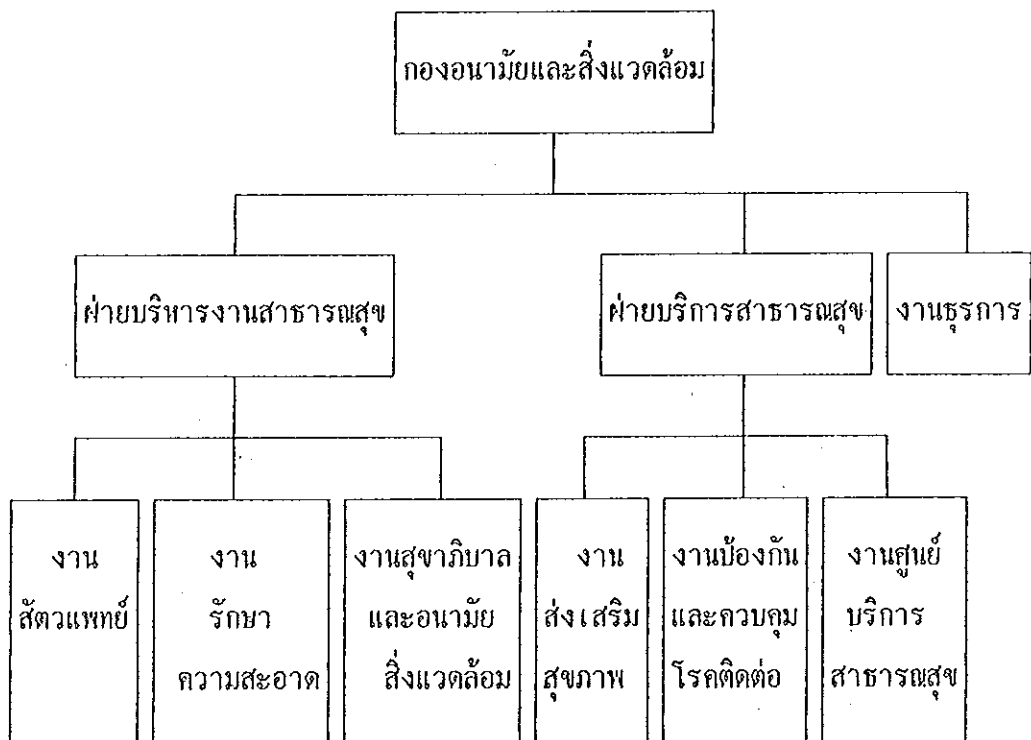 กองอนามัยและสิ่งแวดล้อม
ฝ่ายบริหารงานสาธารณสุข
ฝ่ายบริการสาธารณสุข
งานธุรการ
งาน
สัตวแพทย์
งาน
รักษา
ความสะอาด
งานสุขาภิบาล
และอนามัย
สิ่งแวดล้อม
งาน
ส่งเสริม
สุขภาพ
งานป้องกัน
และควบคุม
โรคติดต่อ
งานศูนย์
บริการ
สาธารณสุข